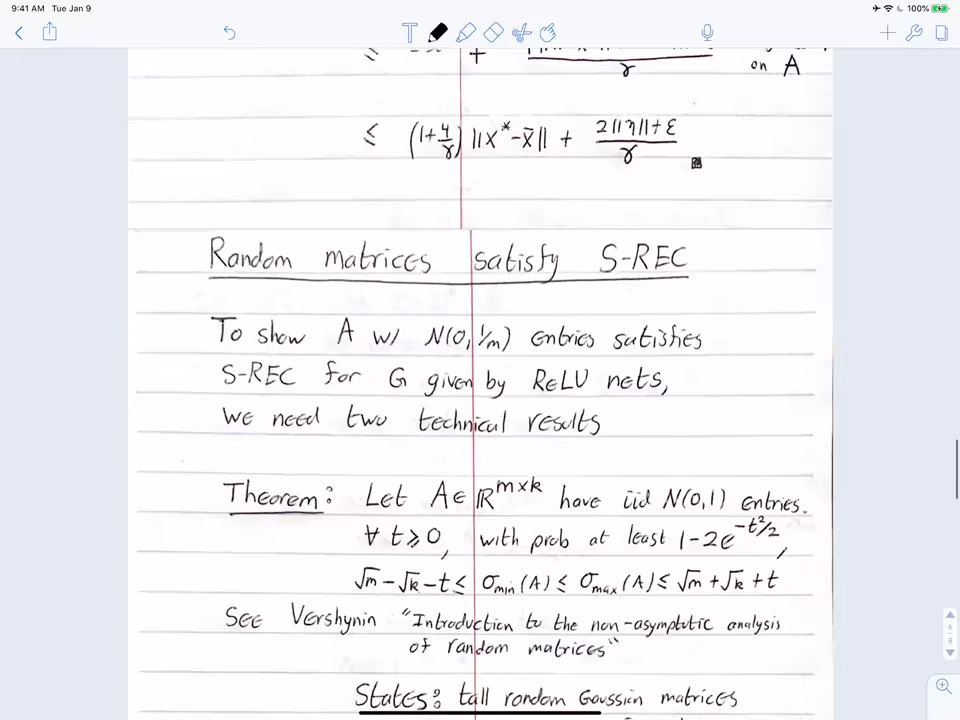 9:41 AM Tue Jan 9
100%
≤ +
γ
on A
≤ (1+4/γ) ||x*-x̄|| + (2||η||+ε)/γ
Random matrices satisfy S-REC
To show A w/ N(0, 1/m) entries satisfies
S-REC for G given by ReLU nets,
we need two technical results
Theorem: Let A∈ℝ^{m×k} have iid N(0,1) entries.
∀ t≥0, with prob at least 1-2e^{-t²/2},
√m-√k-t ≤ σ_min(A) ≤ σ_max(A) ≤ √m+√k+t
See Vershynin "Introduction to the non-asymptotic analysis
of random matrices"
States: tall random Gaussian matrices